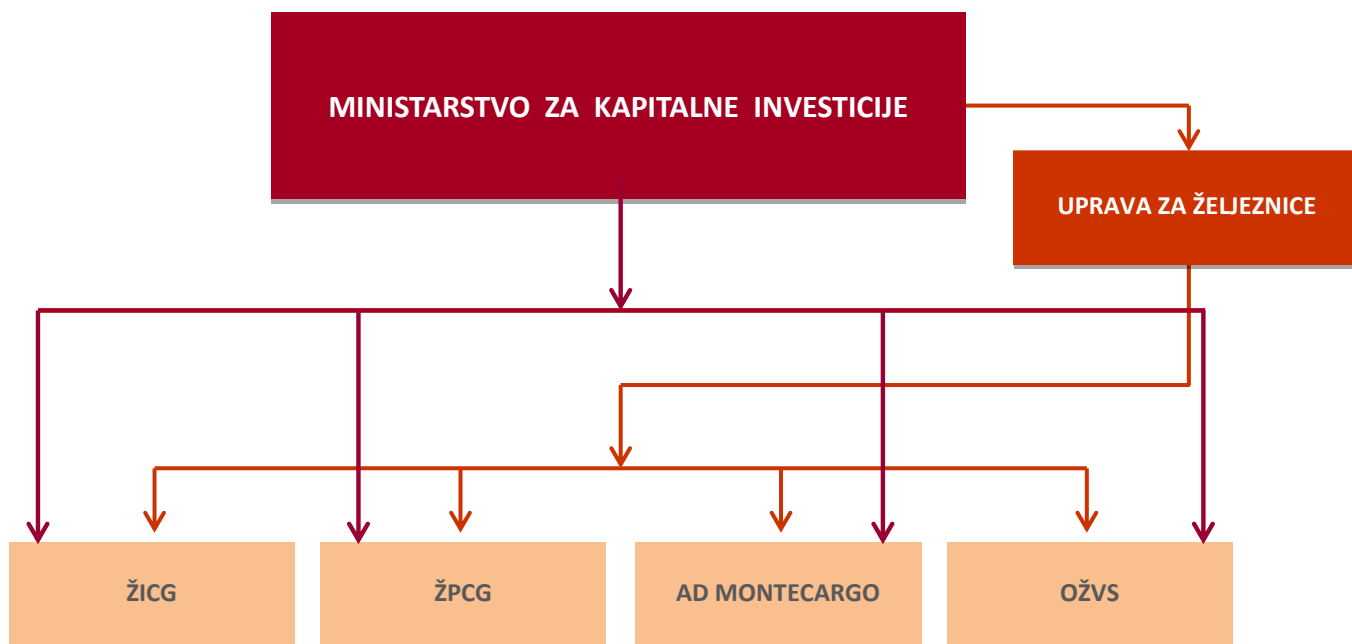 MINISTARSTVO ZA KAPITALNE INVESTICIJE
UPRAVA ZA ŽELJEZNICE
ŽICG
ŽPCG
AD MONTECARGO
OŽVS